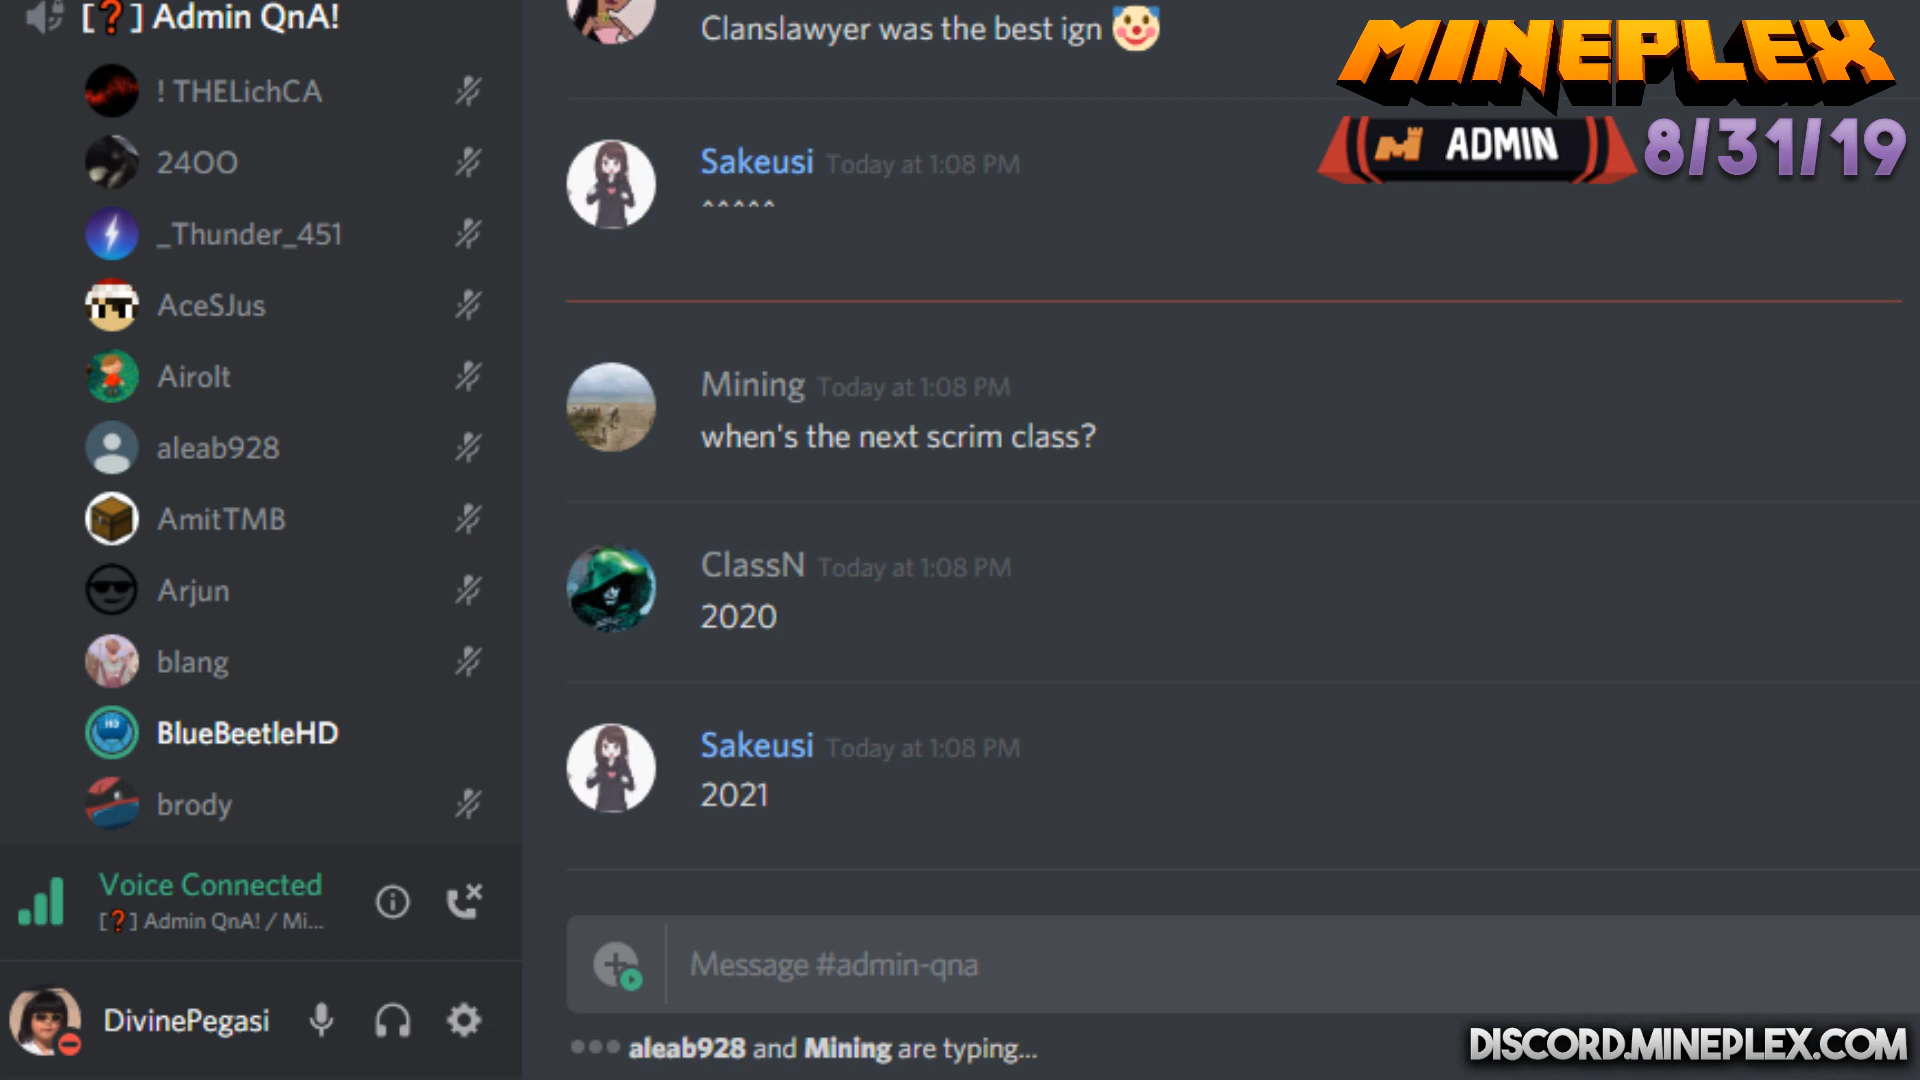 [❓] Admin QnA!
! THELichCA
24OO
_Thunder_451
AceSJus
Airolt
aleab928
AmitTMB
Arjun
blang
BlueBeetleHD
brody
Voice Connected
[❓] Admin QnA! / Mi...
DivinePegasi
Clanslawyer was the best ign 🤡
Sakeusi Today at 1:08 PM
^^^^^
Mining Today at 1:08 PM
when's the next scrim class?
ClassN Today at 1:08 PM
2020
Sakeusi Today at 1:08 PM
2021
Message #admin-qna
aleab928 and Mining are typing...
MINEPLEX
ADMIN 8/31/19
DISCORD.MINEPLEX.COM